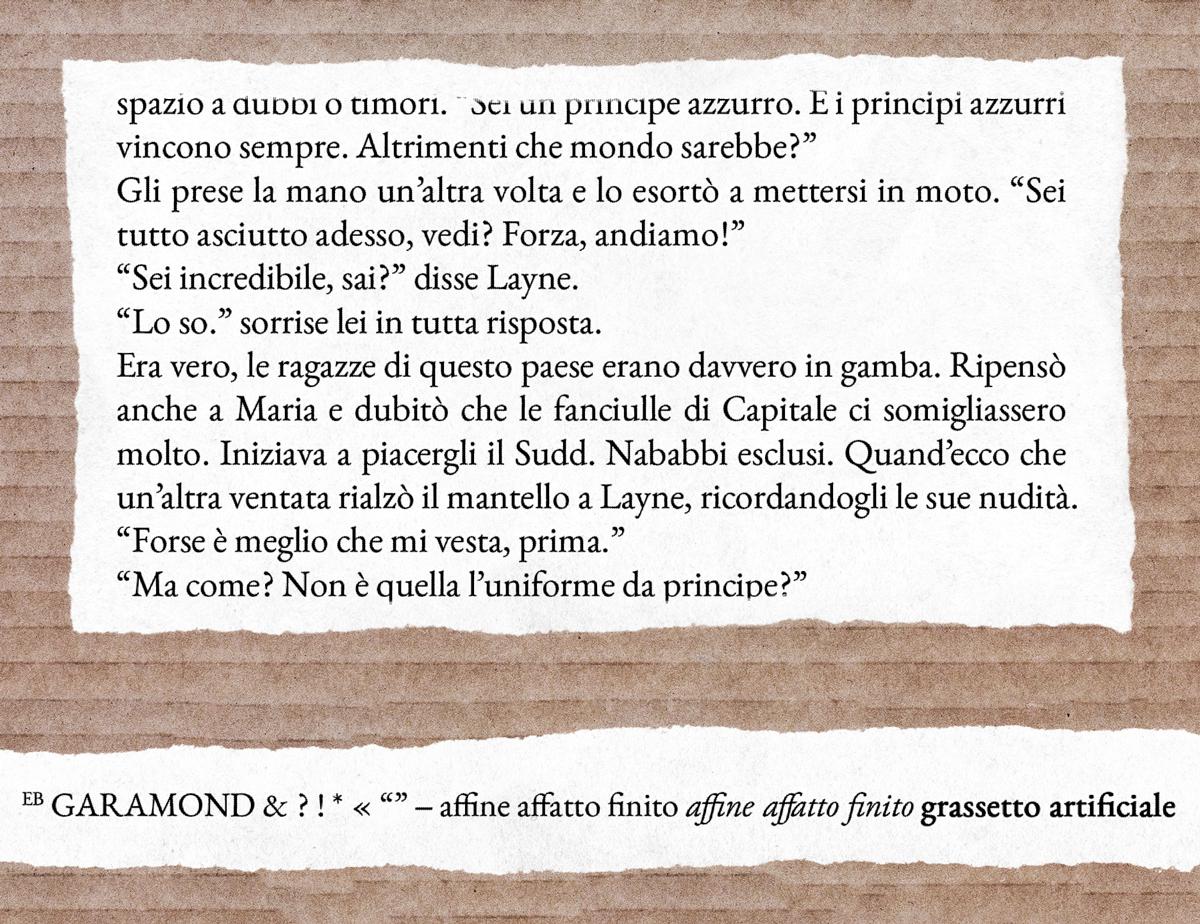 spazio a dubbi o timori. “Sei un principe azzurro. E i principi azzurri
vincono sempre. Altrimenti che mondo sarebbe?”
Gli prese la mano un’altra volta e lo esortò a mettersi in moto. “Sei
tutto asciutto adesso, vedi? Forza, andiamo!”
“Sei incredibile, sai?” disse Layne.
“Lo so.” sorrise lei in tutta risposta.
Era vero, le ragazze di questo paese erano davvero in gamba. Ripensò
anche a Maria e dubitò che le fanciulle di Capitale ci somigliassero
molto. Iniziava a piacergli il Sudd. Nababbi esclusi. Quand’ecco che
un’altra ventata rialzò il mantello a Layne, ricordandogli le sue nudità.
“Forse è meglio che mi vesta, prima.”
“Ma come? Non è quella l’uniforme da principe?”
EB GARAMOND & ? ! * « “” – affine affatto finito affine affatto finito grassetto artificiale